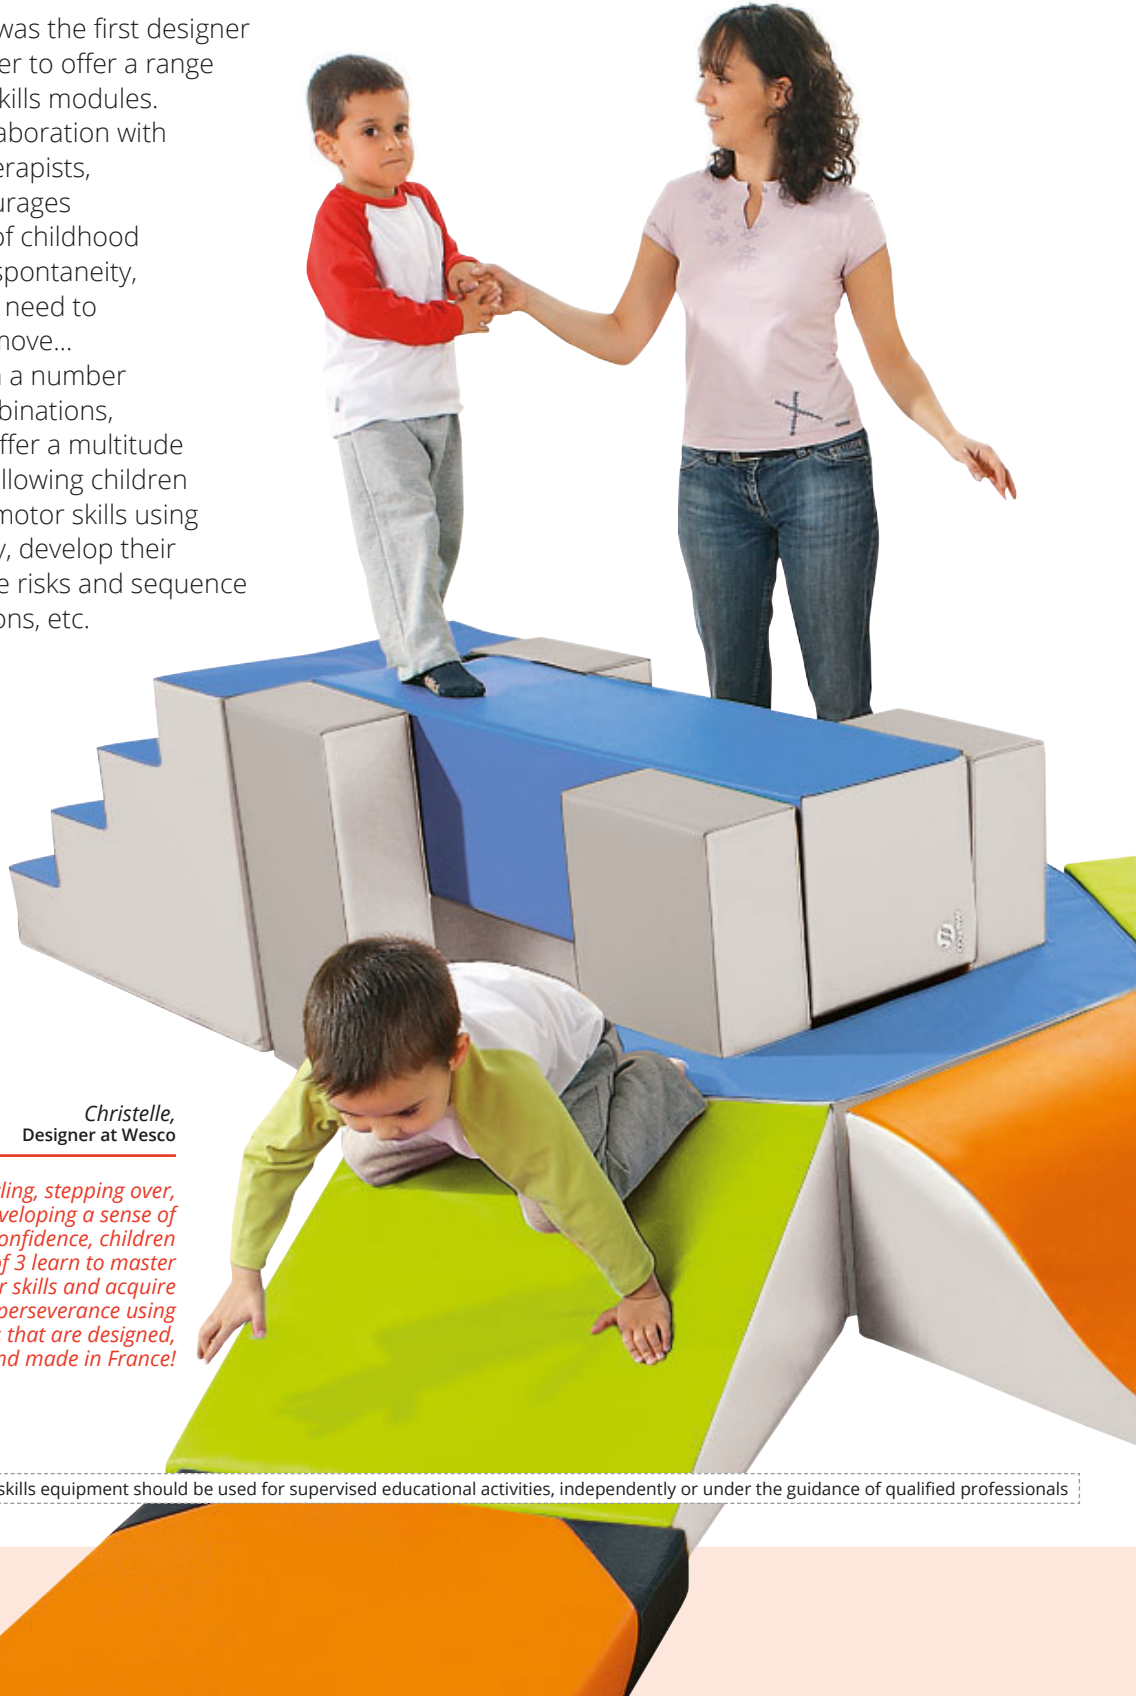 was the first designer
er to offer a range
kills modules.
aboration with
erapists,
urages
of childhood
spontaneity,
need to
move...
a number
binations,
ffer a multitude
llowing children
motor skills using
y, develop their
e risks and sequence
ons, etc.
Christelle,
Designer at Wesco
ling, stepping over,
veloping a sense of
onfidence, children
of 3 learn to master
r skills and acquire
perseverance using
s that are designed,
nd made in France!
skills equipment should be used for supervised educational activities, independently or under the guidance of qualified professionals